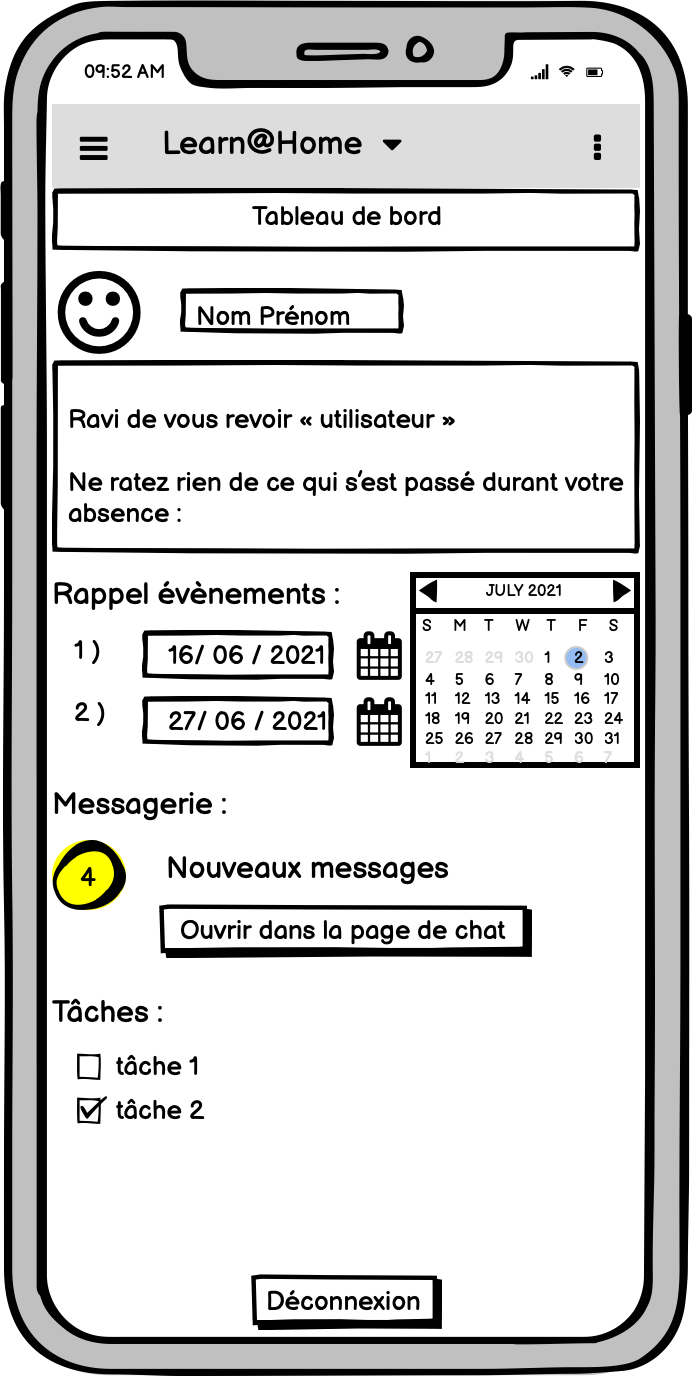 09:52 AM
Learn@Home
Tableau de bord
Nom Prénom
Ravi de vous revoir « utilisateur »
Ne ratez rien de ce qui s'est passé durant votre
absence :
Rappel évènements :
1 )
16/ 06 / 2021
2 )
27/ 06 / 2021
JULY 2021
S M T W T F S
27 28 29 30 1 2 3
4 5 6 7 8 9 10
11 12 13 14 15 16 17
18 19 20 21 22 23 24
25 26 27 28 29 30 31
1 2 3 4 5 6 7
Messagerie :
4
Nouveaux messages
Ouvrir dans la page de chat
Tâches :
tâche 1
tâche 2
Déconnexion